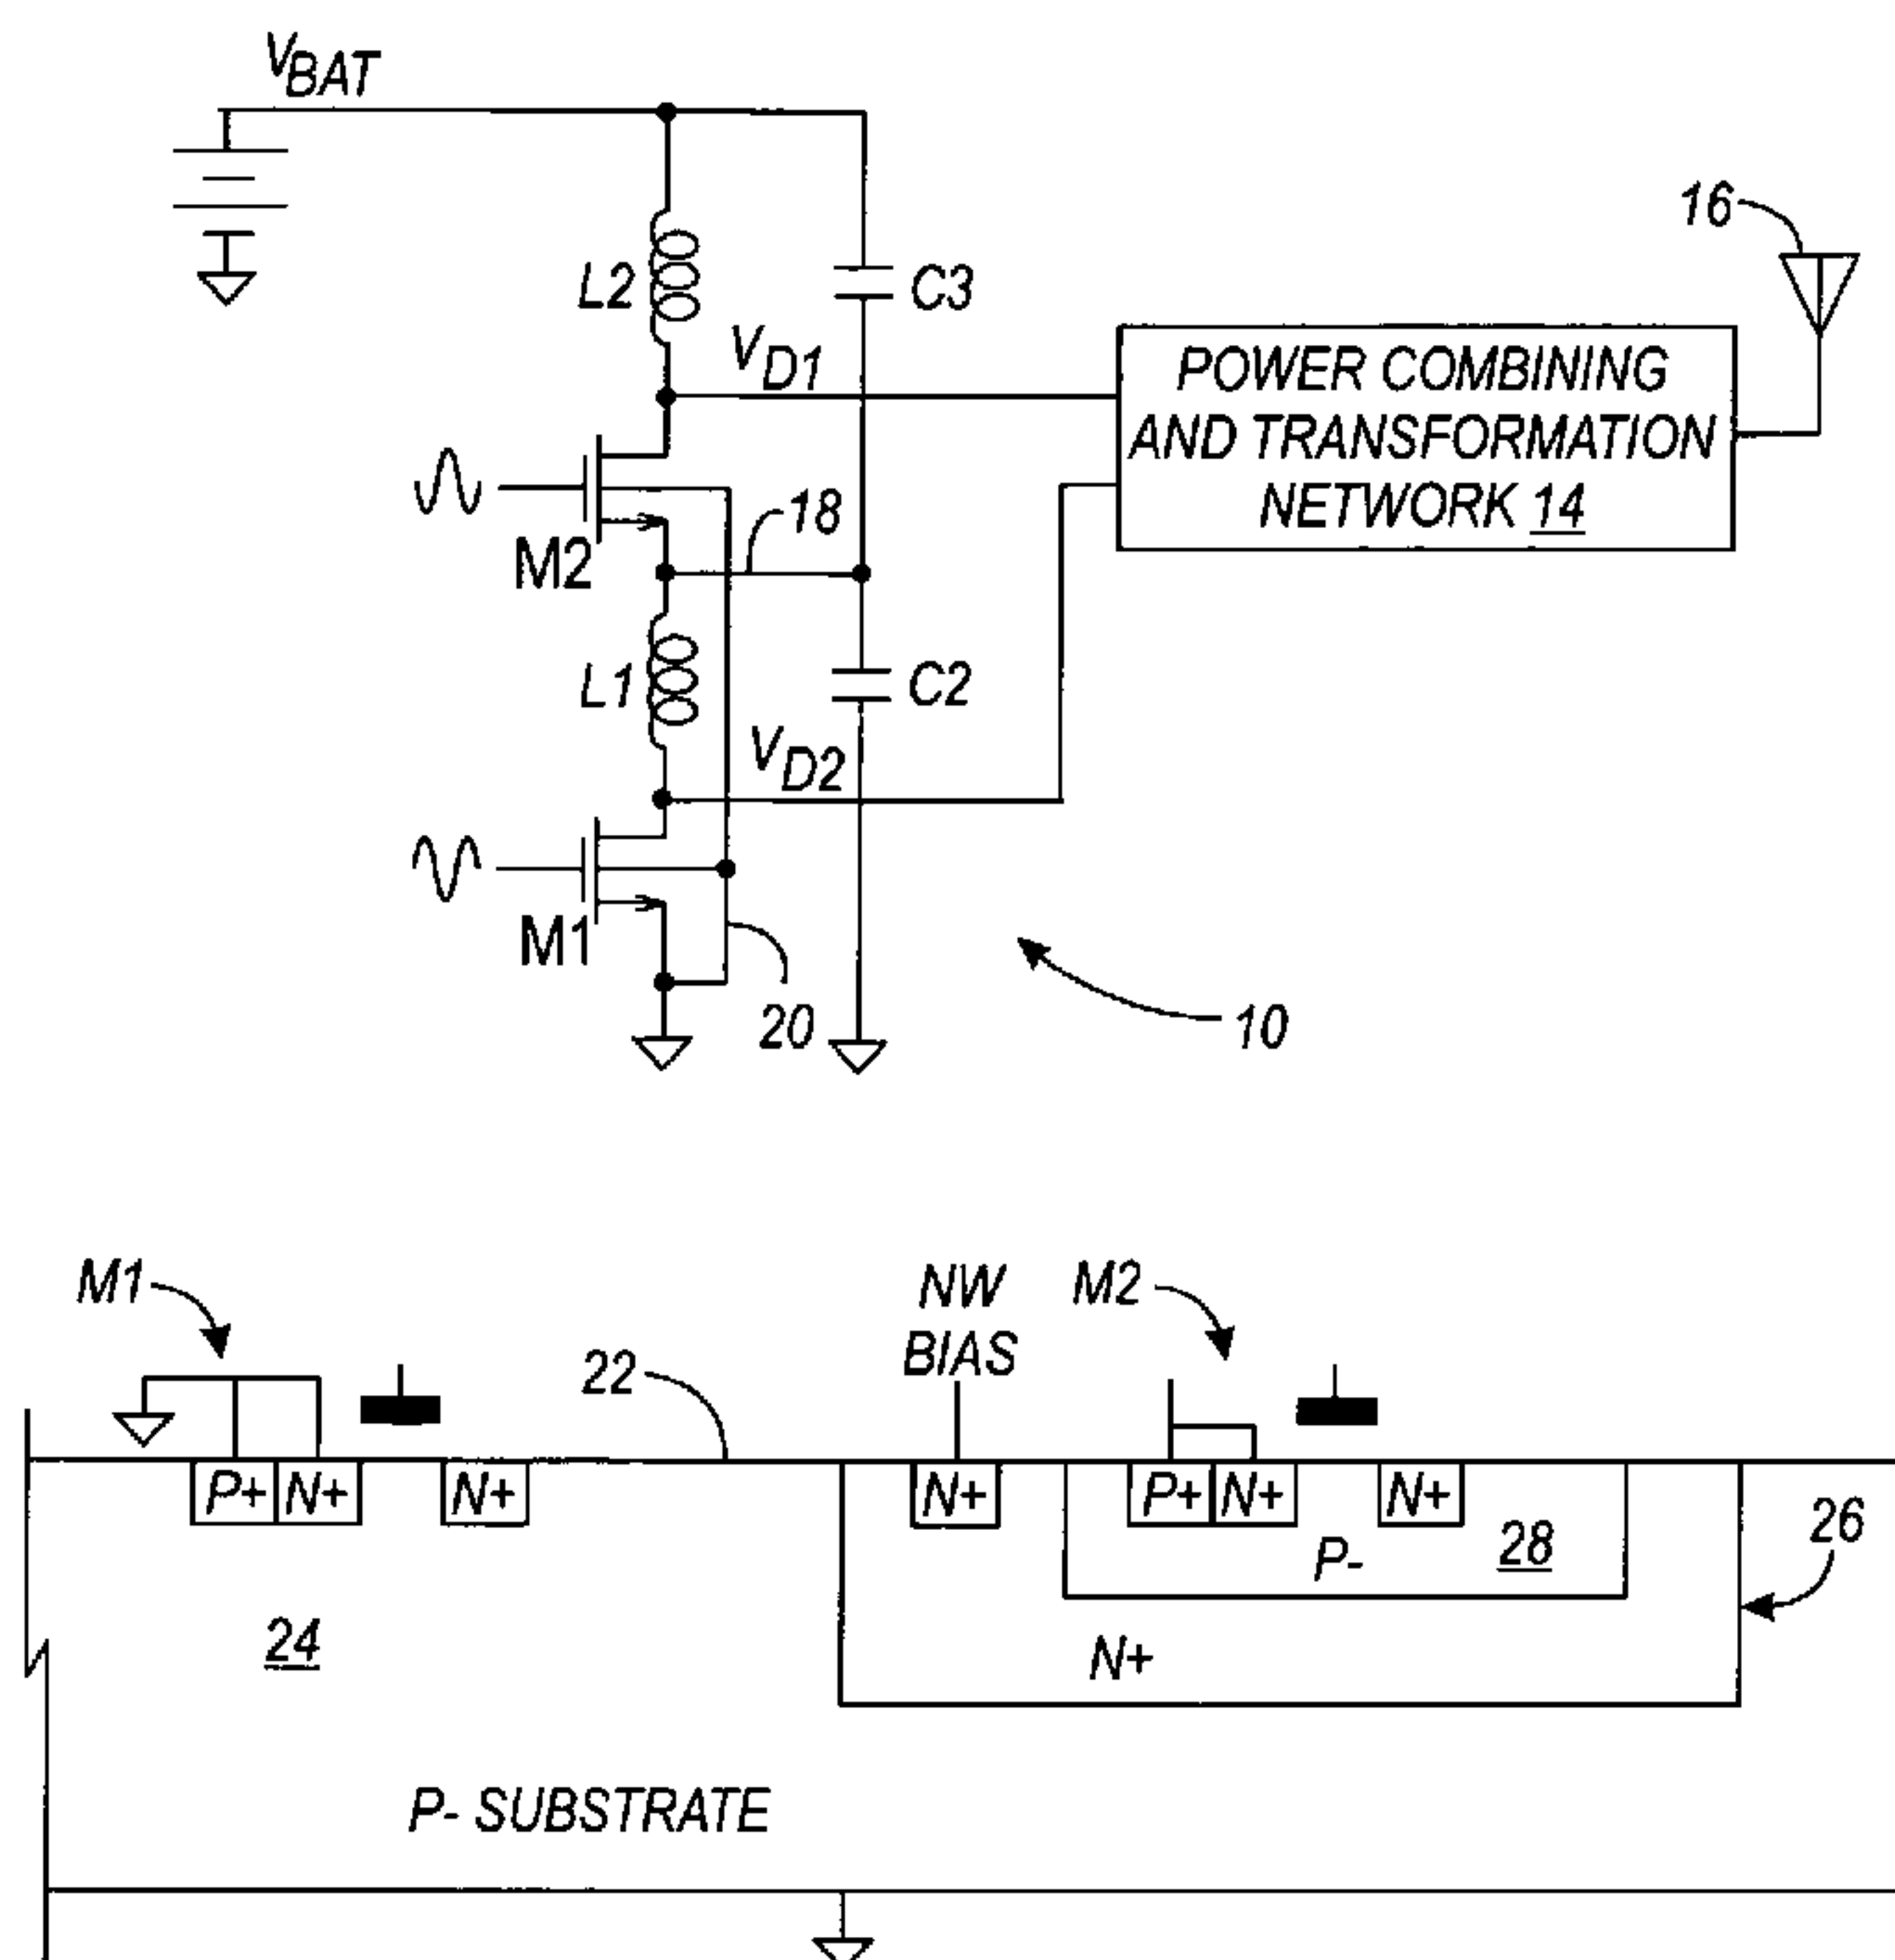 VBAT
16
L2
C3
VD1
POWER COMBINING
AND TRANSFORMATION
NETWORK 14
18
M2
L1
C2
VD2
M1
20
10
M1
NW
BIAS
M2
22
P+ N+
N+
N+
P+ N+
N+
28
26
P-
24
N+
P- SUBSTRATE